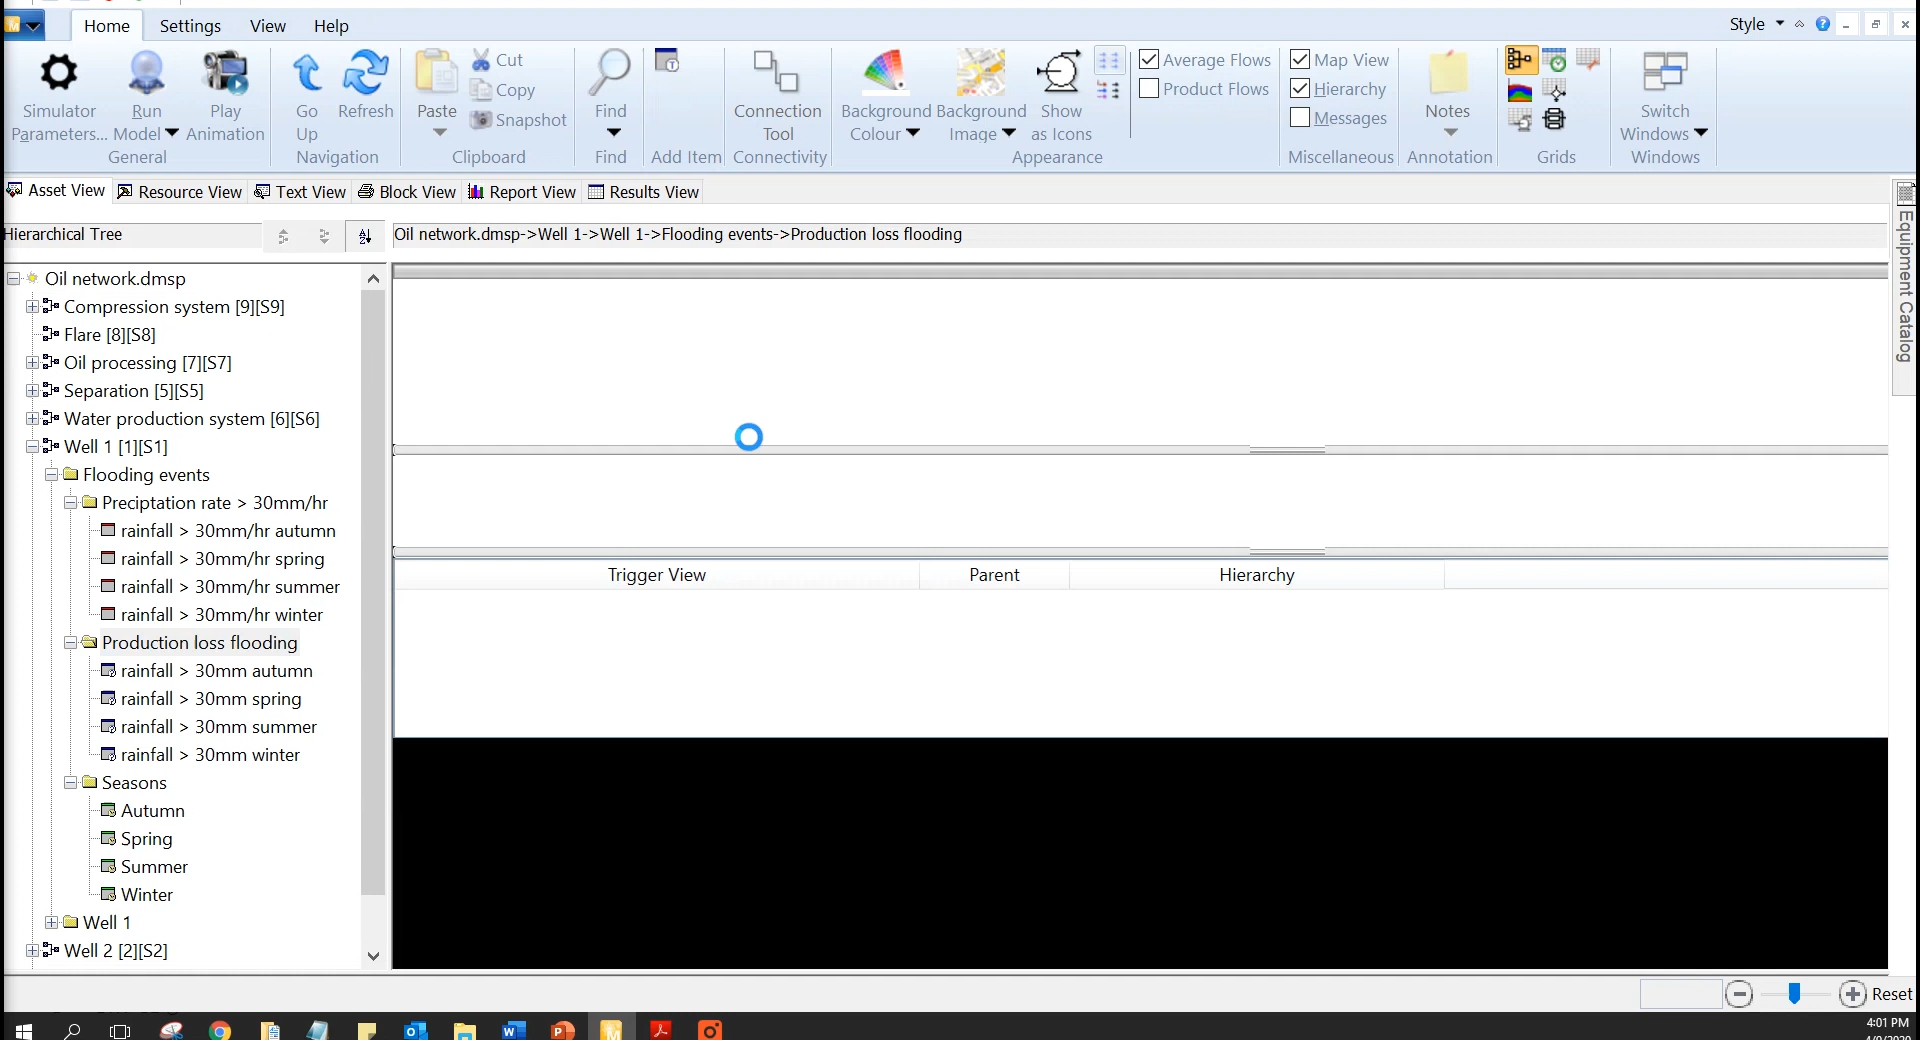 Home Settings View Help Style
Simulator Parameters... Run Model Play Animation Go Up Refresh Paste Cut Copy Snapshot Find Connection Tool Background Colour Background Image Show as Icons Average Flows Product Flows Map View Hierarchy Messages Notes Switch Windows
General Navigation Clipboard Find Add Item Connectivity Appearance Miscellaneous Annotation Grids Windows
Asset View Resource View Text View Block View Report View Results View
Hierarchical Tree
Oil network.dmsp->Well 1->Well 1->Flooding events->Production loss flooding
Equipment Catalog
Oil network.dmsp
Compression system [9][S9]
Flare [8][S8]
Oil processing [7][S7]
Separation [5][S5]
Water production system [6][S6]
Well 1 [1][S1]
Flooding events
Preciptation rate > 30mm/hr
rainfall > 30mm/hr autumn
rainfall > 30mm/hr spring
rainfall > 30mm/hr summer
rainfall > 30mm/hr winter
Production loss flooding
rainfall > 30mm autumn
rainfall > 30mm spring
rainfall > 30mm summer
rainfall > 30mm winter
Seasons
Autumn
Spring
Summer
Winter
Well 1
Well 2 [2][S2]
Trigger View Parent Hierarchy
Reset
4:01 PM